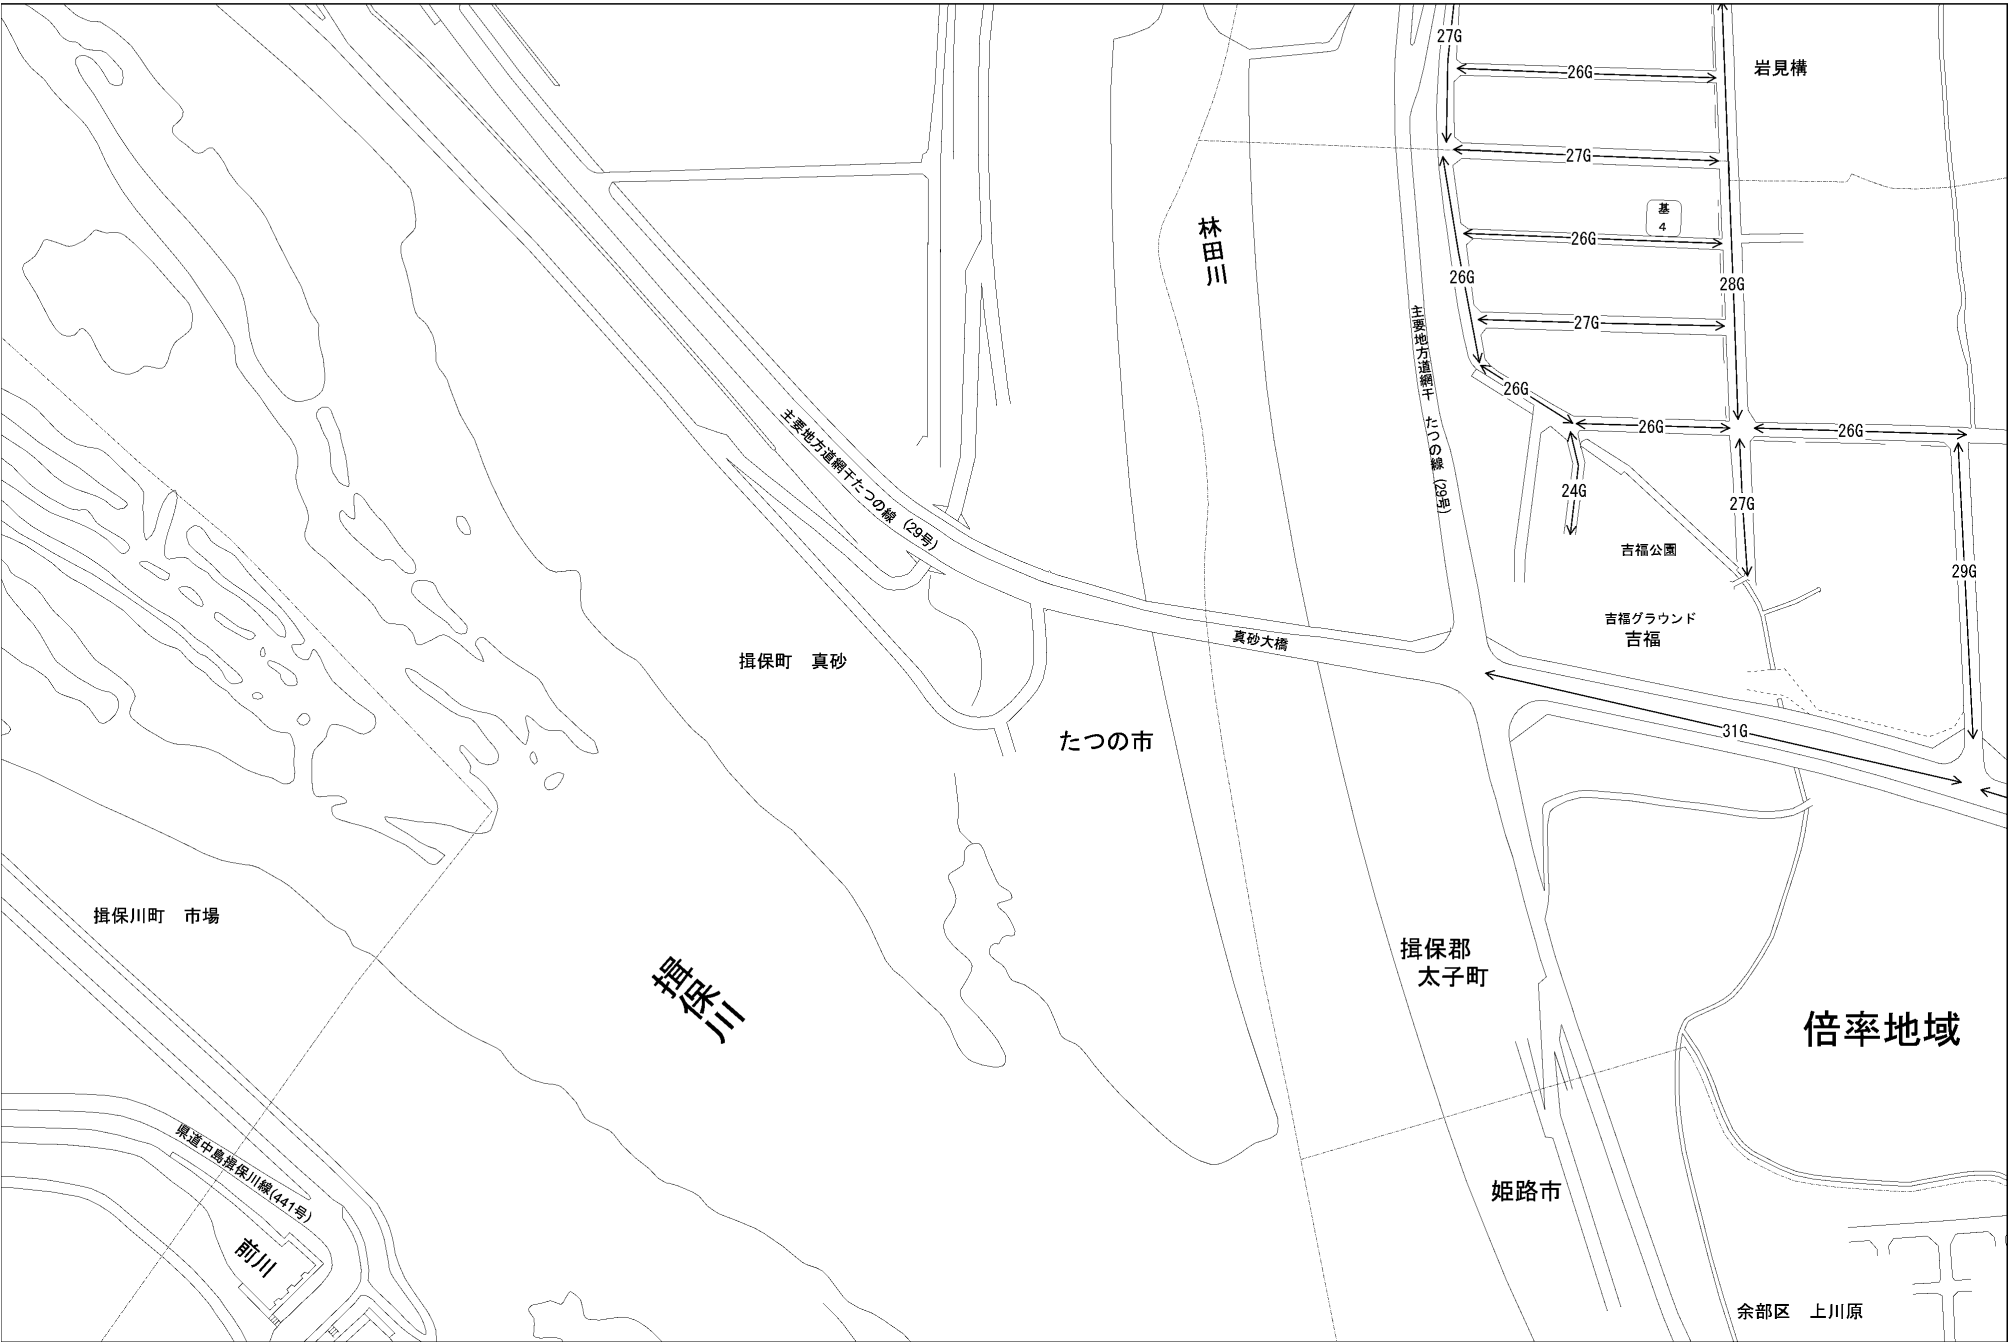 27G
26G
岩見構
27G
基
4
26G
林田川
26G
28G
27G
主要地方道網干 たつの線 (29号)
26G
26G
26G
主要地方道網干たつの線 (29号)
24G
27G
吉福公園
29G
吉福グラウンド
吉福
真砂大橋
揖保町 真砂
たつの市
31G
揖保川町 市場
揖保郡
太子町
揖保川
倍率地域
県道中島揖保川線(441号)
姫路市
前川
余部区 上川原